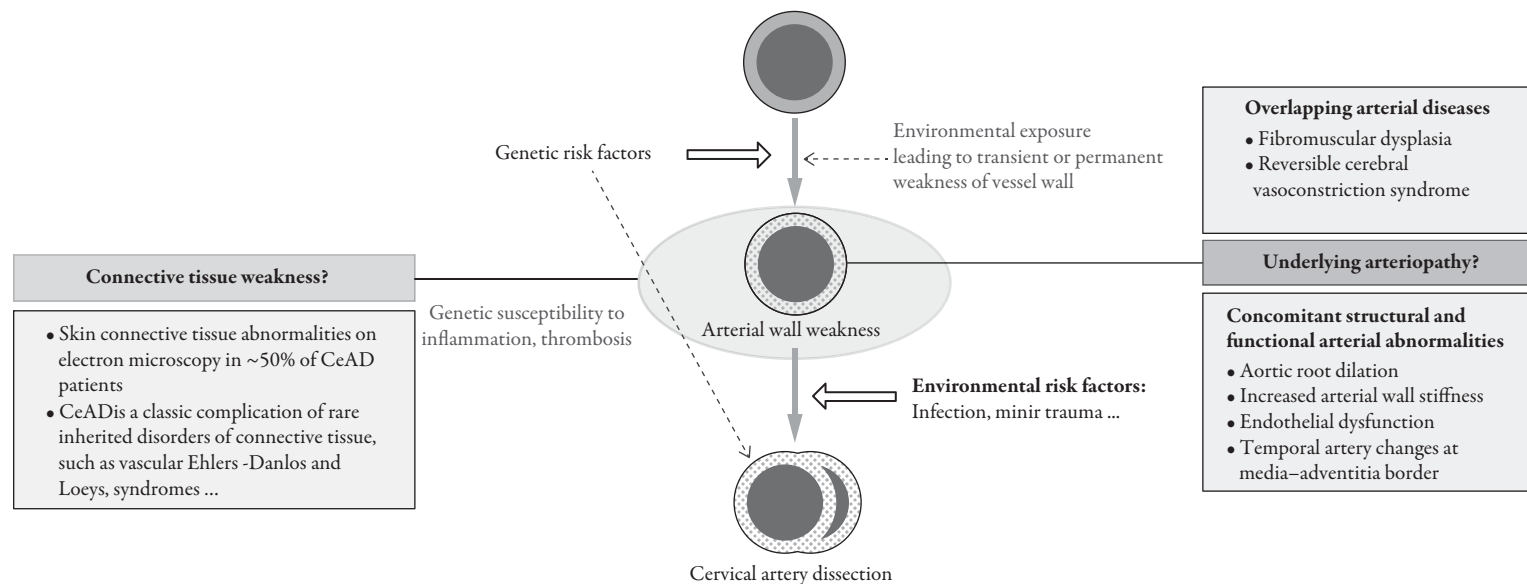 Genetic risk factors
Environmental exposure
leading to transient or permanent
weakness of vessel wall
Overlapping arterial diseases
• Fibromuscular dysplasia
• Reversible cerebral
vasoconstriction syndrome
Connective tissue weakness?
Underlying arteriopathy?
Genetic susceptibility to
inflammation, thrombosis
Arterial wall weakness
• Skin connective tissue abnormalities on
electron microscopy in ~50% of CeAD
patients
• CeADis a classic complication of rare
inherited disorders of connective tissue,
such as vascular Ehlers -Danlos and
Loeys, syndromes ...
Environmental risk factors:
Infection, minir trauma ...
Concomitant structural and
functional arterial abnormalities
• Aortic root dilation
• Increased arterial wall stiffness
• Endothelial dysfunction
• Temporal artery changes at
media–adventitia border
Cervical artery dissection